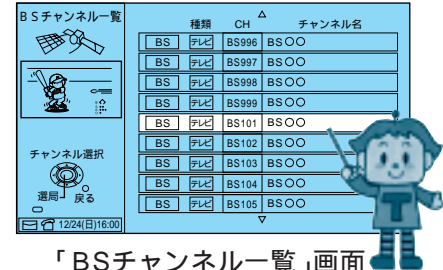 BSチャンネル一覧
種類 CH チャンネル名
BS テレビ BS996 BS○○
BS テレビ BS997 BS○○
BS テレビ BS998 BS○○
BS テレビ BS999 BS○○
BS テレビ BS101 BS○○
BS テレビ BS102 BS○○
BS テレビ BS103 BS○○
BS テレビ BS104 BS○○
BS テレビ BS105 BS○○
チャンネル選択
選局 戻る
12/24(日)16:00
T
「BSチャンネル一覧」画面